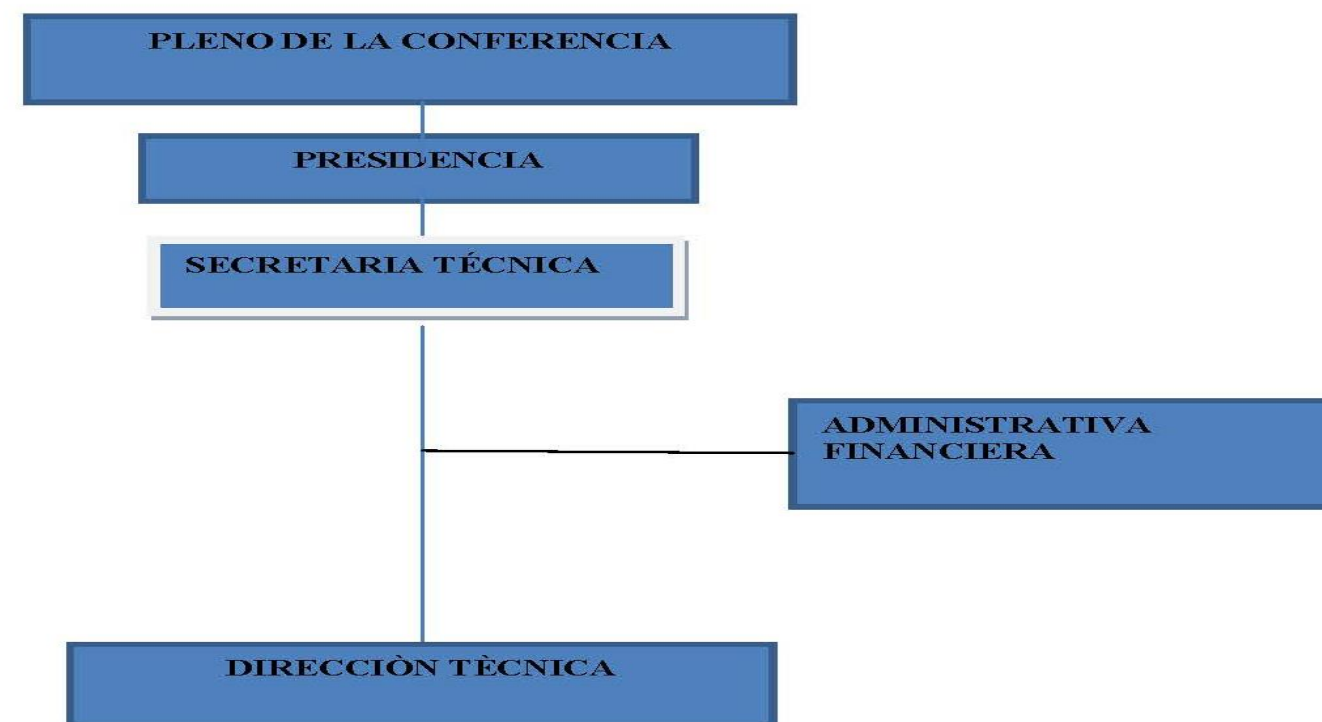 PLENO DE LA CONFERENCIA
PRESIDENCIA
SECRETARIA TÉCNICA
ADMINISTRATIVA
FINANCIERA
DIRECCIÒN TÈCNICA